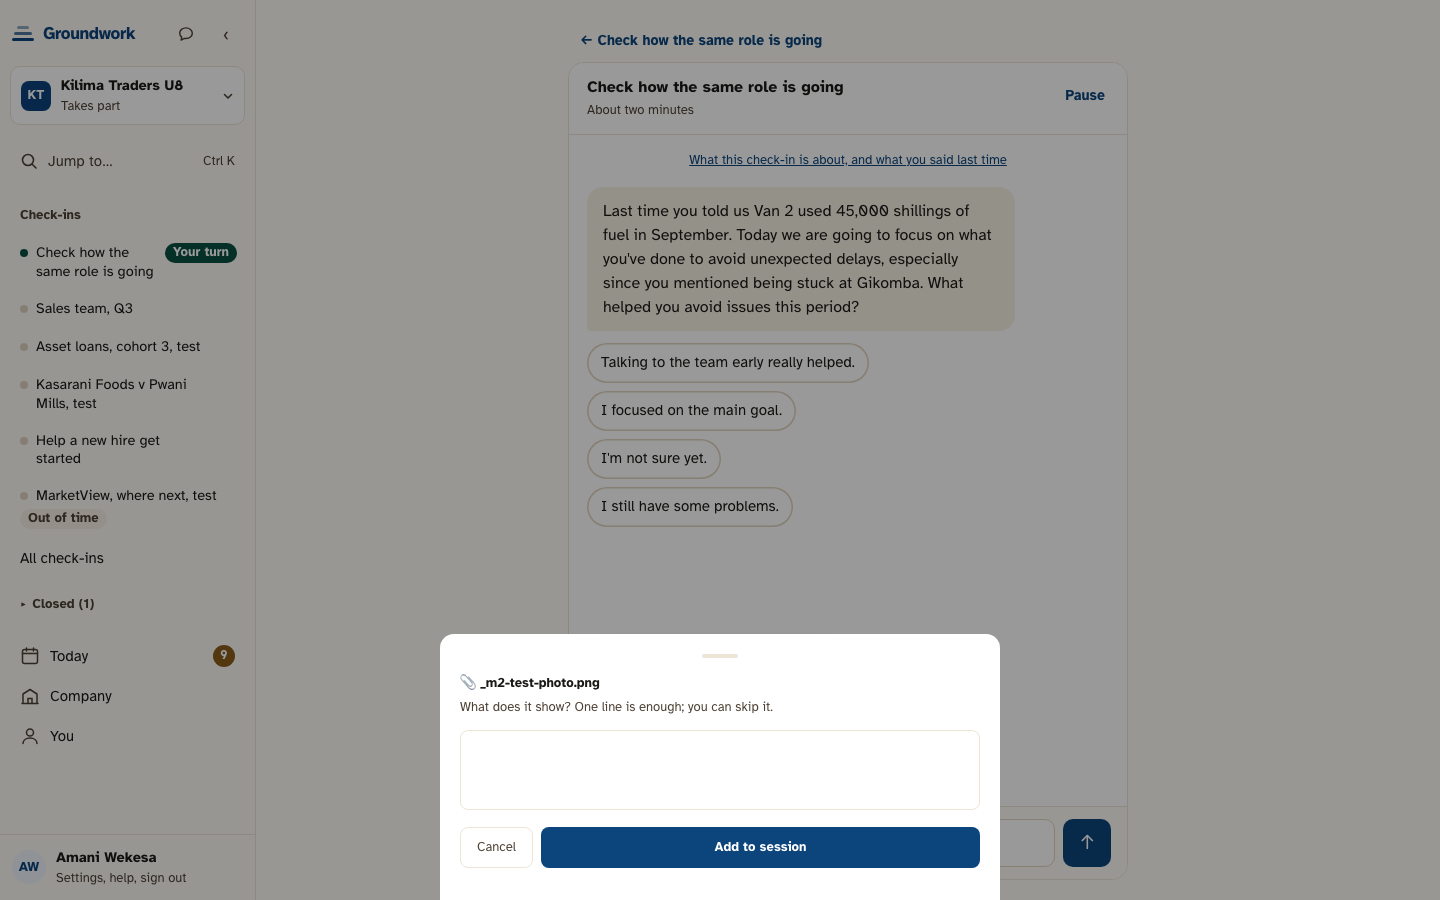 Groundwork
KT
Kilima Traders U8
Takes part
Jump to...
Ctrl K
Check-ins
Check how the
same role is going
Your turn
Sales team, Q3
Asset loans, cohort 3, test
Kasarani Foods v Pwani
Mills, test
Help a new hire get
started
MarketView, where next, test
Out of time
All check-ins
Closed (1)
Today
9
Company
You
AW
Amani Wekesa
Settings, help, sign out
← Check how the same role is going
Check how the same role is going
About two minutes
Pause
What this check-in is about, and what you said last time
Last time you told us Van 2 used 45,000 shillings of
fuel in September. Today we are going to focus on what
you've done to avoid unexpected delays, especially
since you mentioned being stuck at Gikomba. What
helped you avoid issues this period?
Talking to the team early really helped.
I focused on the main goal.
I'm not sure yet.
I still have some problems.
📎 _m2-test-photo.png
What does it show? One line is enough; you can skip it.
Cancel
Add to session